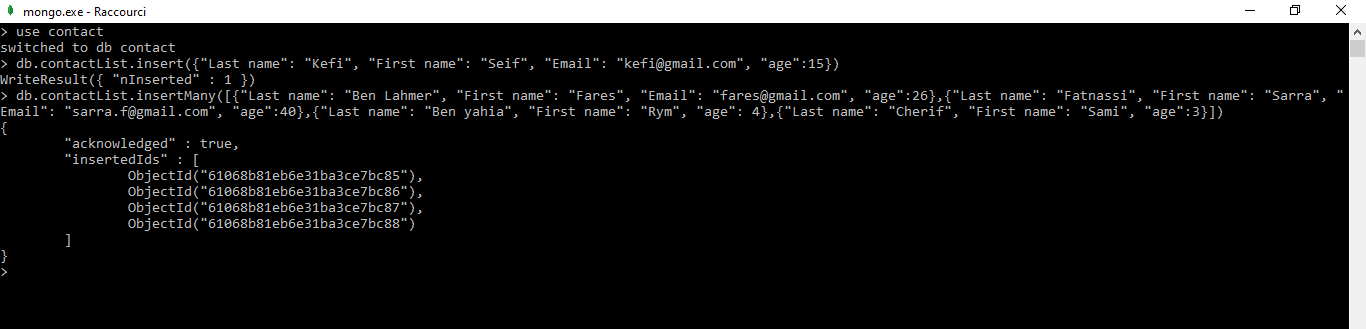 mongo.exe - Raccourci
> use contact
switched to db contact
> db.contactList.insert({"Last name": "Kefi", "First name": "Seif", "Email": "kefi@gmail.com", "age":15})
WriteResult({ "nInserted" : 1 })
> db.contactList.insertMany([{"Last name": "Ben Lahmer", "First name": "Fares", "Email": "fares@gmail.com", "age":26},{"Last name": "Fatnassi", "First name": "Sarra", "
Email": "sarra.f@gmail.com", "age":40},{"Last name": "Ben yahia", "First name": "Rym", "age": 4},{"Last name": "Cherif", "First name": "Sami", "age":3}])
{
        "acknowledged" : true,
        "insertedIds" : [
                ObjectId("61068b81eb6e31ba3ce7bc85"),
                ObjectId("61068b81eb6e31ba3ce7bc86"),
                ObjectId("61068b81eb6e31ba3ce7bc87"),
                ObjectId("61068b81eb6e31ba3ce7bc88")
        ]
}
>